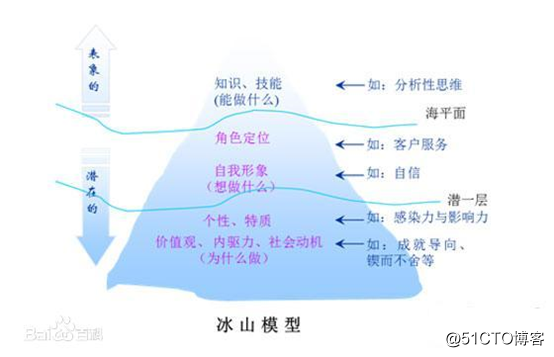 表象的
知识、技能
(能做什么)
如：分析性思维
海平面
角色定位
如：客户服务
自我形象
(想做什么)
如：自信
潜在的
潜一层
个性、特质
如：感染力与影响力
价值观、内驱力、社会动机
(为什么做)
如：成就导向、
锲而不舍等
Baidu百科
冰山模型
@51CTO博客